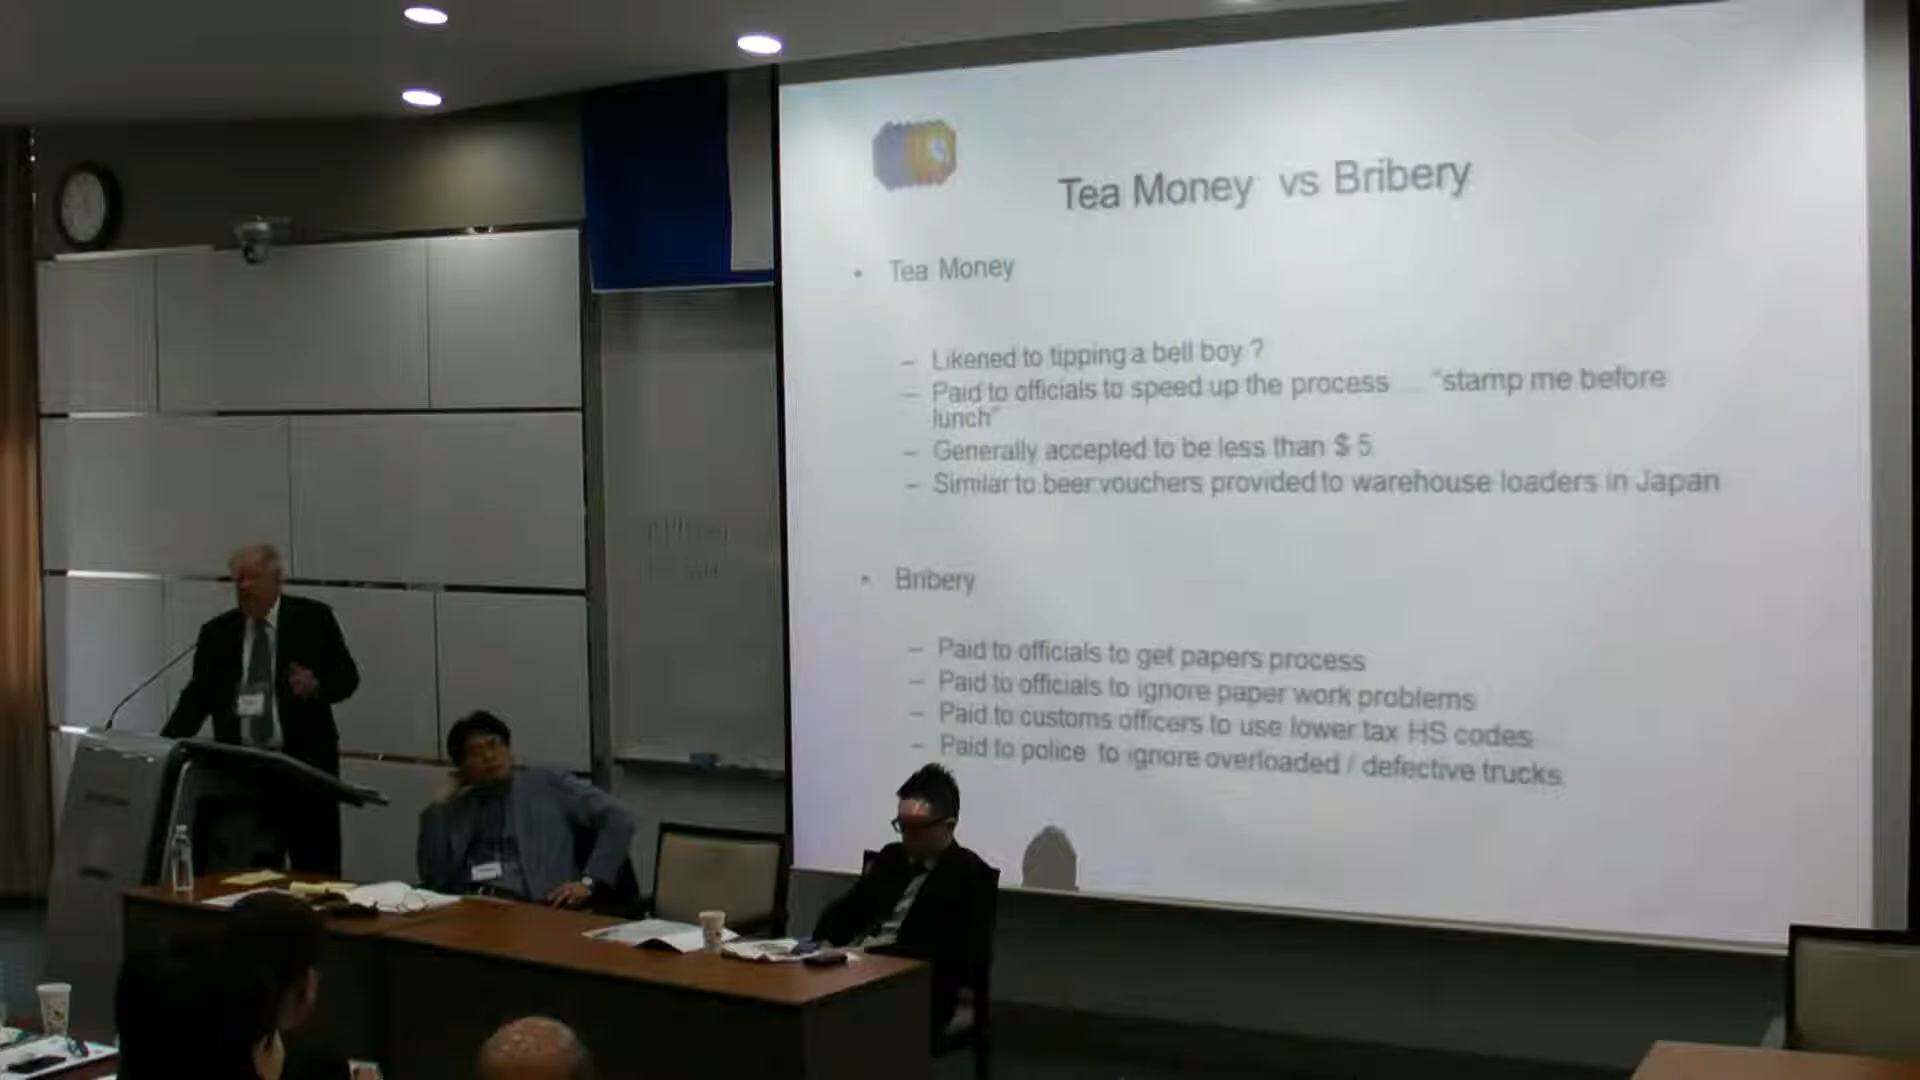 Tea Money vs Bribery
• Tea Money
– Likened to tipping a bell boy ?
– Paid to officials to speed up the process .... "stamp me before
lunch"
– Generally accepted to be less than $ 5
– Similar to beer vouchers provided to warehouse loaders in Japan
• Bribery
– Paid to officials to get papers process
– Paid to officials to ignore paper work problems
– Paid to customs officers to use lower tax HS codes
– Paid to police to ignore overloaded / defective trucks